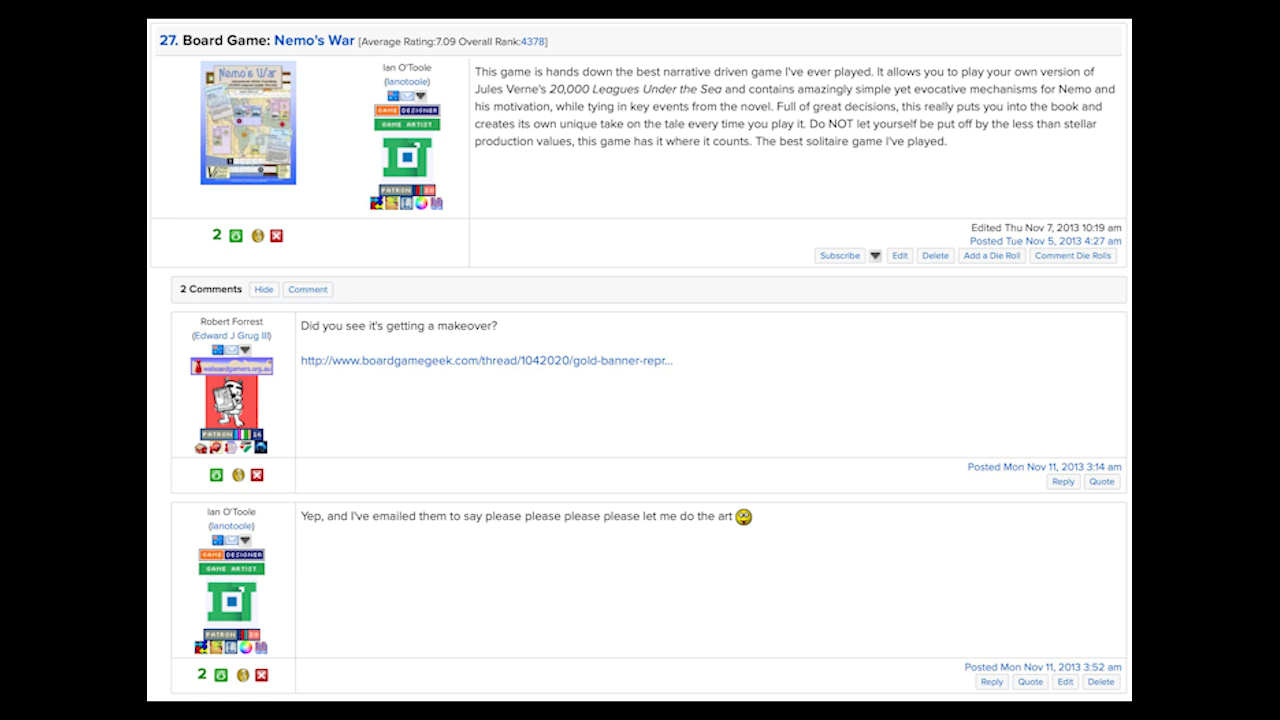 27. Board Game: Nemo's War [Average Rating:7.09 Overall Rank:4378]
Nemo's War
Ian O'Toole
(Ianotoole)
GAME DESIGNER
GAME ARTIST
PATRON 20
This game is hands down the best narrative driven game I've ever played. It allows you to play your own version of
Jules Verne's 20,000 Leagues Under the Sea and contains amazingly simple yet evocative mechanisms for Nemo and
his motivation, while tying in key events from the novel. Full of great decisions, this really puts you into the book and
creates its own unique take on the tale every time you play it. Do NOT let yourself be put off by the less than stellar
production values, this game has it where it counts. The best solitaire game I've played.
2
Edited Thu Nov 7, 2013 10:19 am
Posted Tue Nov 5, 2013 4:27 am
Subscribe Edit Delete Add a Die Roll Comment Die Rolls
2 Comments Hide Comment
Robert Forrest
(Edward J Grug III)
waboardgamers.org.au
PATRON 16
Did you see it's getting a makeover?
http://www.boardgamegeek.com/thread/1042020/gold-banner-repr...
Posted Mon Nov 11, 2013 3:14 am
Reply Quote
Ian O'Toole
(Ianotoole)
GAME DESIGNER
GAME ARTIST
PATRON 20
Yep, and I've emailed them to say please please please please let me do the art
2
Posted Mon Nov 11, 2013 3:52 am
Reply Quote Edit Delete